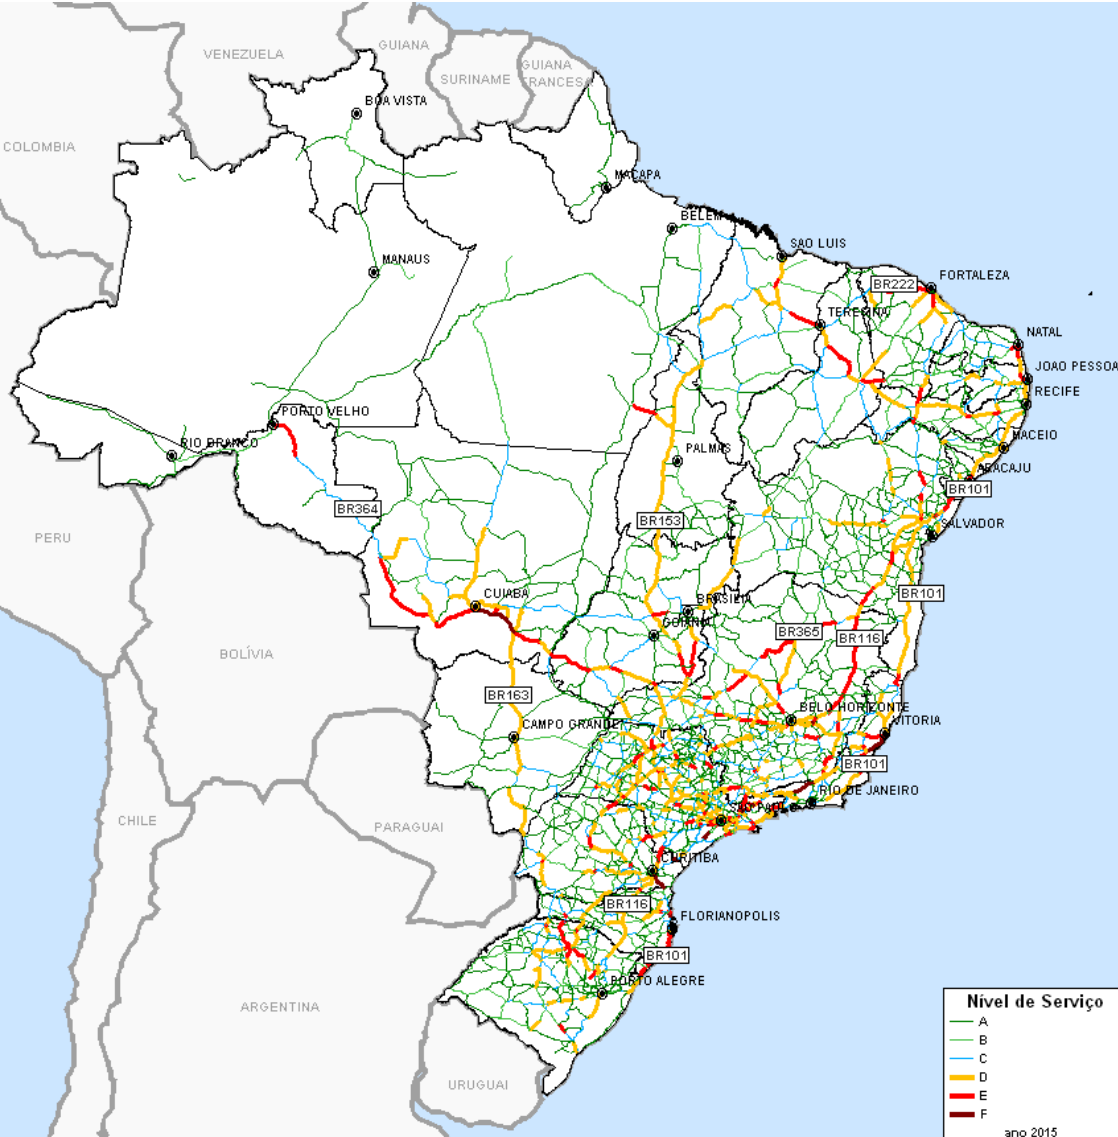 VENEZUELA
GUIANA
SURINAME
GUIANA
FRANCESA
COLOMBIA
BOA VISTA
MACAPA
BELEM
SAO LUIS
MANAUS
FORTALEZA
BR222
TERESINA
NATAL
JOAO PESSOA
RECIFE
PORTO VELHO
RIO BRANCO
MACEIO
PALMAS
ARACAJU
BR101
BR364
BR153
SALVADOR
PERU
CUIABA
BRASILIA
BR101
GOIANIA
BR365
BR116
BOLÍVIA
BR163
BELO HORIZONTE
CAMPO GRANDE
VITORIA
BR101
RIO DE JANEIRO
SAO PAULO
CHILE
PARAGUAI
CURITIBA
BR116
FLORIANOPOLIS
BR101
PORTO ALEGRE
ARGENTINA
URUGUAI
Nível de Serviço
A
B
C
D
E
F
ano 2015